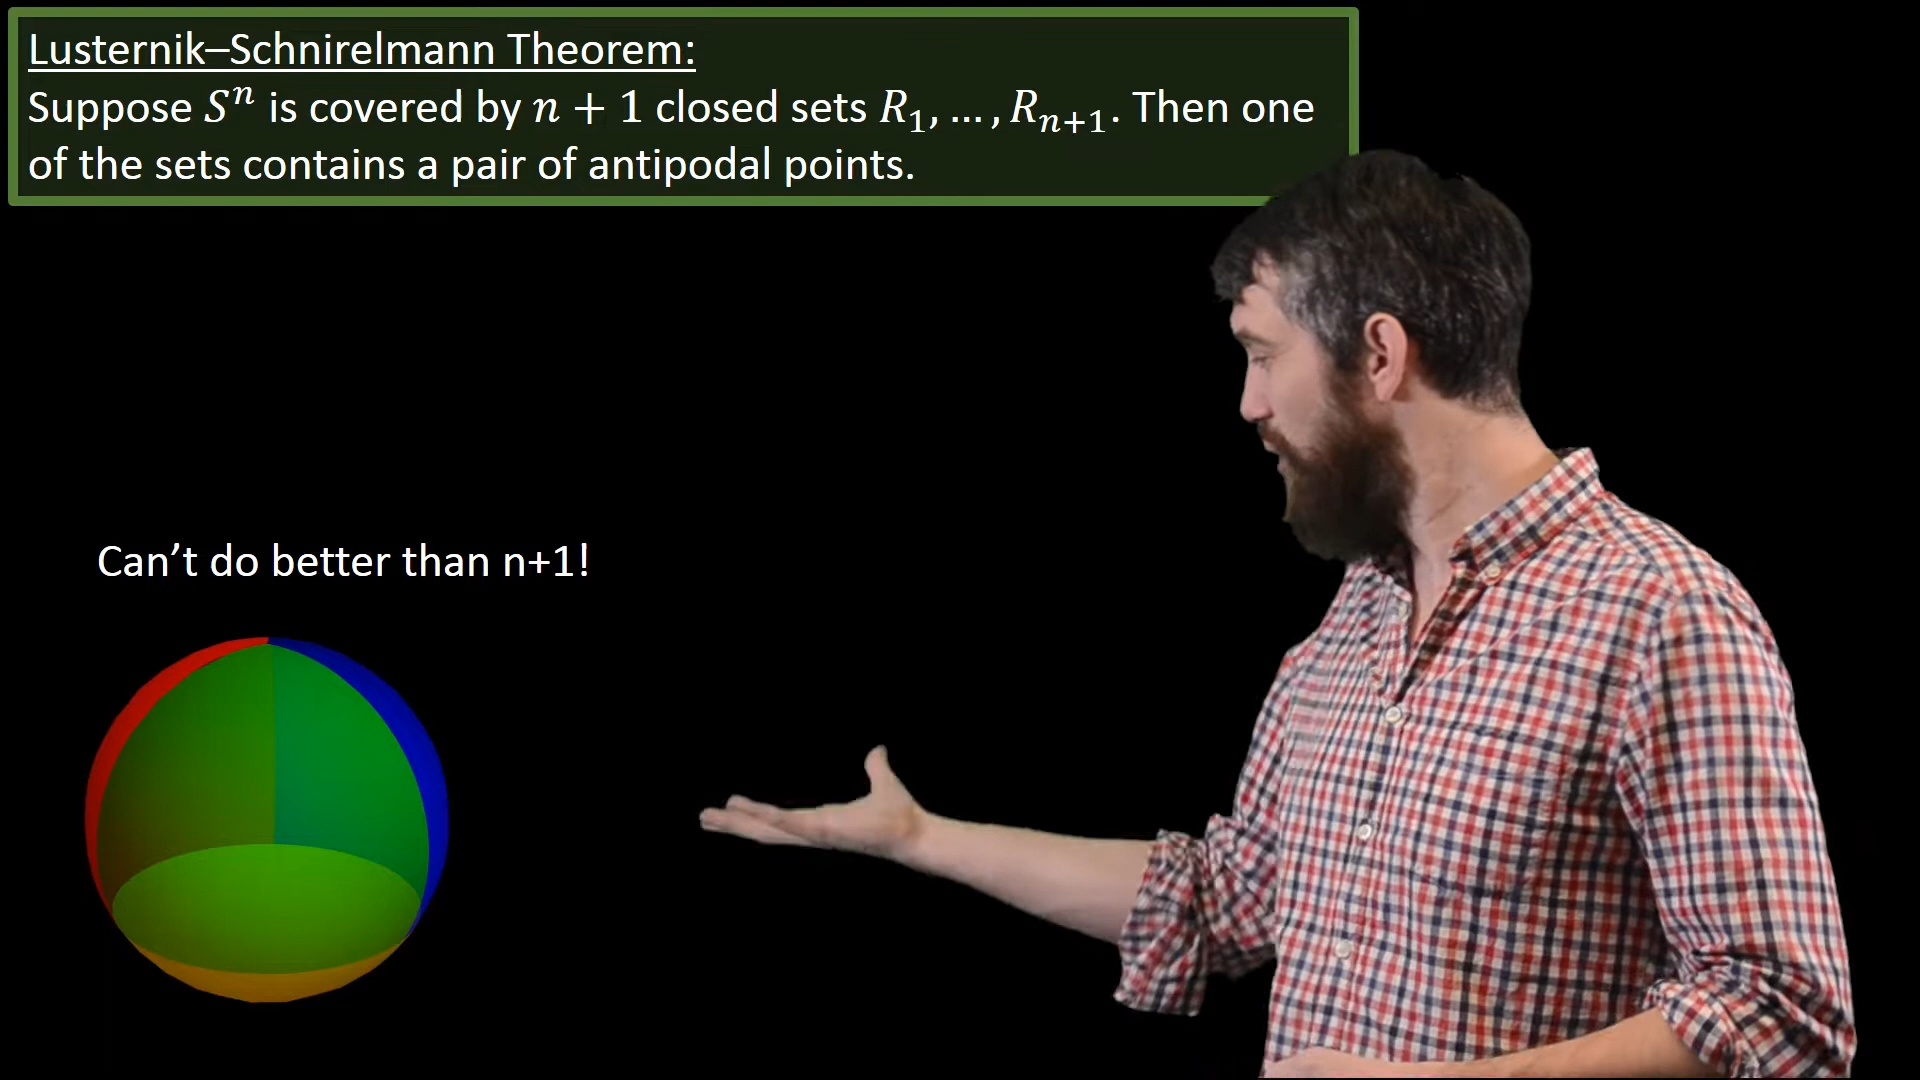 Lusternik–Schnirelmann Theorem:
Suppose 𝑆ⁿ is covered by 𝑛 + 1 closed sets 𝑅₁, … , 𝑅ₙ₊₁. Then one
of the sets contains a pair of antipodal points.
Can’t do better than n+1!